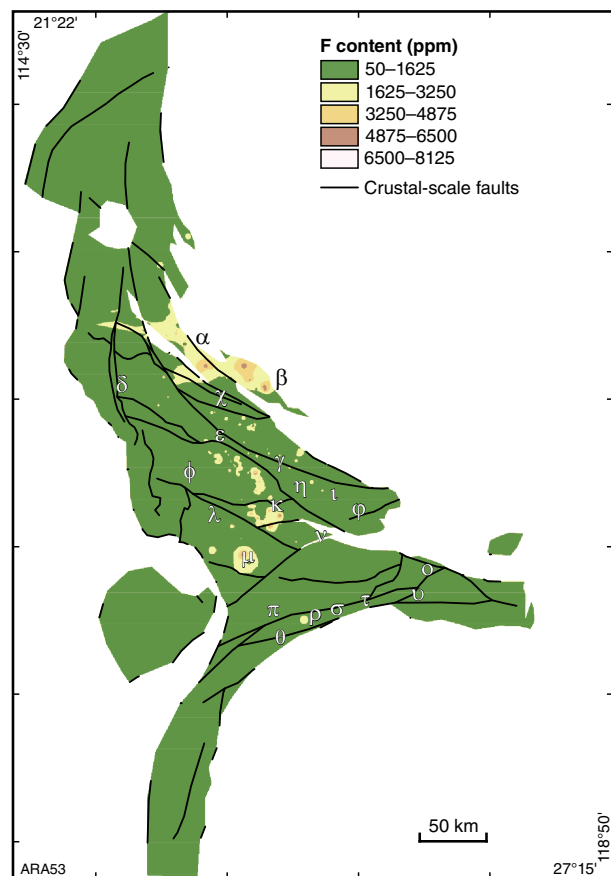 21°22'
114°30'
F content (ppm)
50–1625
1625–3250
3250–4875
4875–6500
6500–8125
Crustal-scale faults
α
β
δ
χ
ε
γ
ϕ
η
ι
κ
φ
λ
ν
μ
ο
π
ρ
σ
τ
υ
θ
50 km
ARA53
27°15'
118°50'